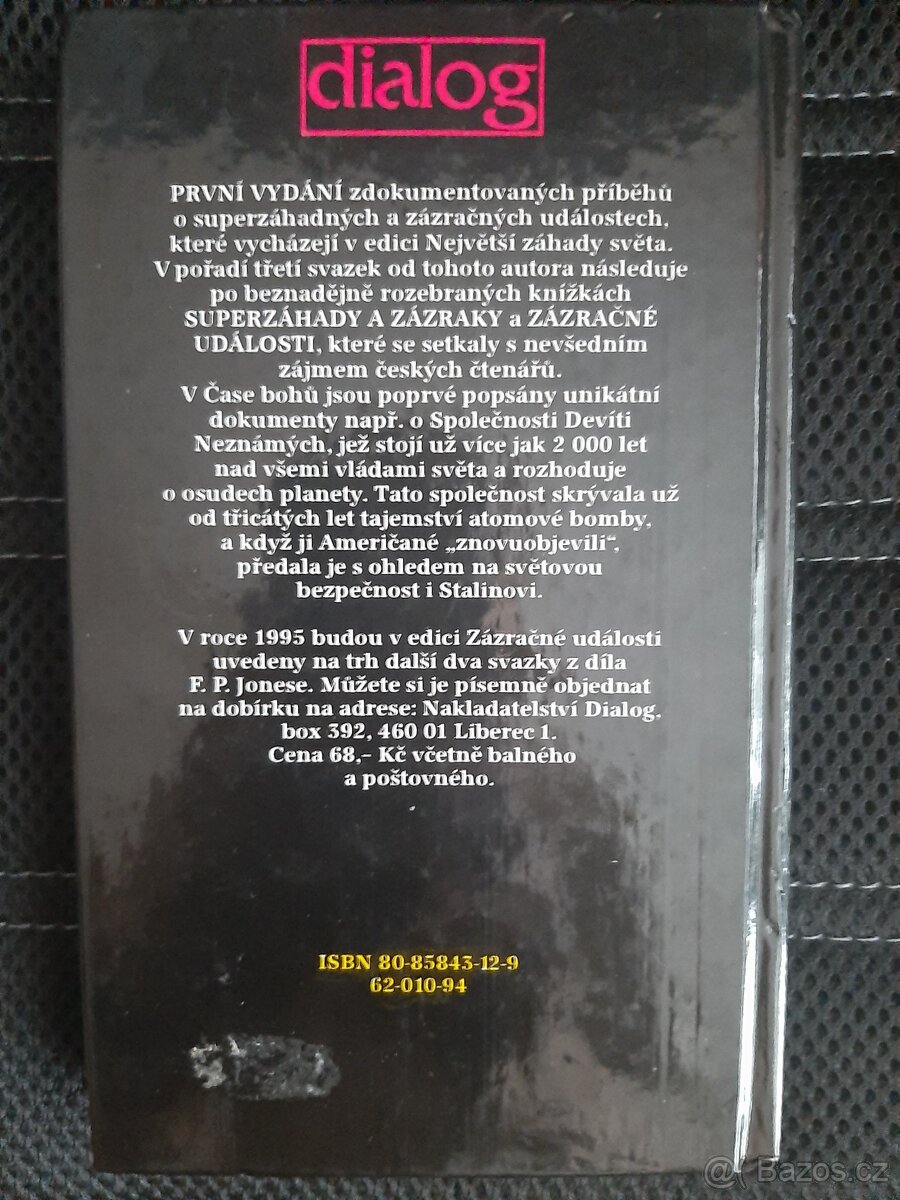 dialog
PRVNÍ VYDÁNÍ zdokumentovaných příběhů
o superzáhadných a zázračných událostech,
které vycházejí v edici Největší záhady světa.
V pořadí třetí svazek od tohoto autora následuje
po beznadějně rozebraných knížkách
SUPERZÁHADY A ZÁZRAKY a ZÁZRAČNÉ
UDÁLOSTI, které se setkaly s nevšedním
zájmem českých čtenářů.
V Čase bohů jsou poprvé popsány unikátní
dokumenty např. o Společnosti Devíti
Neznámých, jež stojí už více jak 2 000 let
nad všemi vládami světa a rozhoduje
o osudech planety. Tato společnost skrývala už
od třicátých let tajemství atomové bomby,
a když ji Američané „znovuobjevili“,
předala je s ohledem na světovou
bezpečnost i Stalinovi.
V roce 1995 budou v edici Zázračné události
uvedeny na trh další dva svazky z díla
F. P. Jonese. Můžete si je písemně objednat
na dobírku na adrese: Nakladatelství Dialog,
box 392, 460 01 Liberec 1.
Cena 68,- Kč včetně balného
a poštovného.
ISBN 80-85843-12-9
62-010-94
@ Bazos.cz